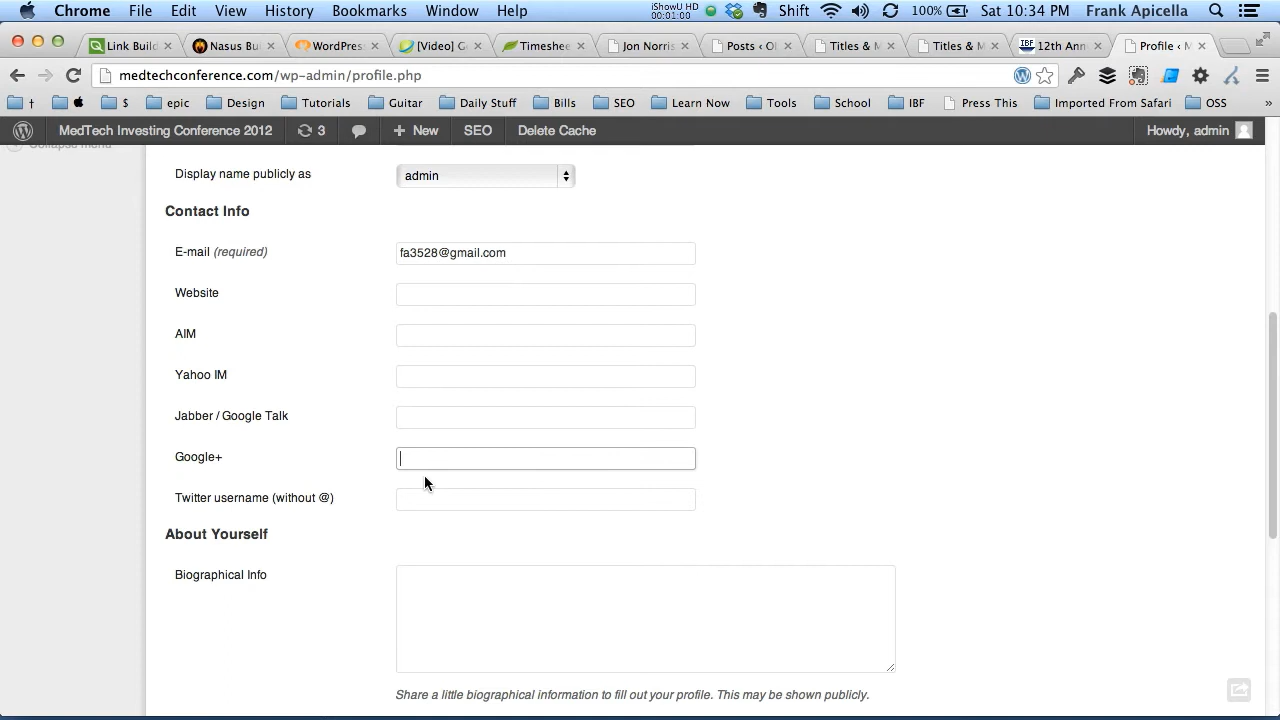 Chrome File Edit View History Bookmarks Window Help iShowU HD 00:01:00 Shift 100% Sat 10:34 PM Frank Apicella
Link Build Nasus Bu WordPres [Video] G Timeshee Jon Norris Posts ‹ Ol Titles & M Titles & M 12th Ann Profile ‹ M
medtechconference.com/wp-admin/profile.php
† $ epic Design Tutorials Guitar Daily Stuff Bills SEO Learn Now Tools School IBF Press This Imported From Safari OSS »
MedTech Investing Conference 2012 3 + New SEO Delete Cache Howdy, admin
Collapse menu
Display name publicly as admin
Contact Info
E-mail (required) fa3528@gmail.com
Website
AIM
Yahoo IM
Jabber / Google Talk
Google+
Twitter username (without @)
About Yourself
Biographical Info
Share a little biographical information to fill out your profile. This may be shown publicly.